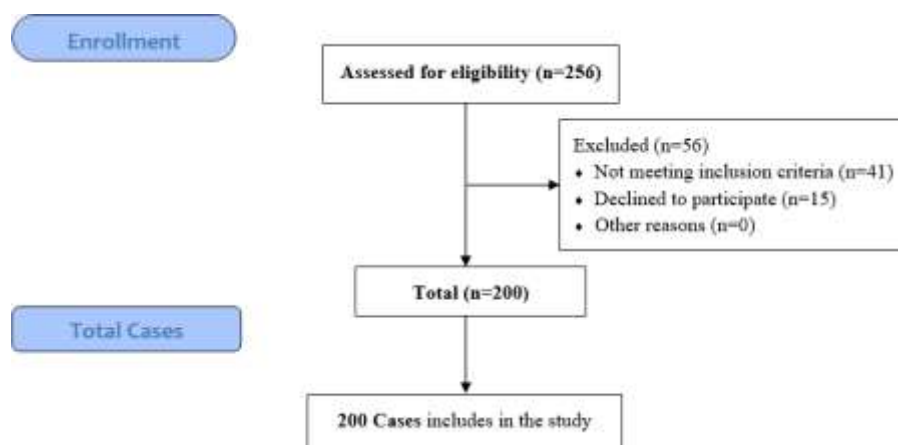 Enrollment
Assessed for eligibility (n=256)
Excluded (n=56)
♦ Not meeting inclusion criteria (n=41)
♦ Declined to participate (n=15)
♦ Other reasons (n=0)
Total (n=200)
Total Cases
200 Cases includes in the study